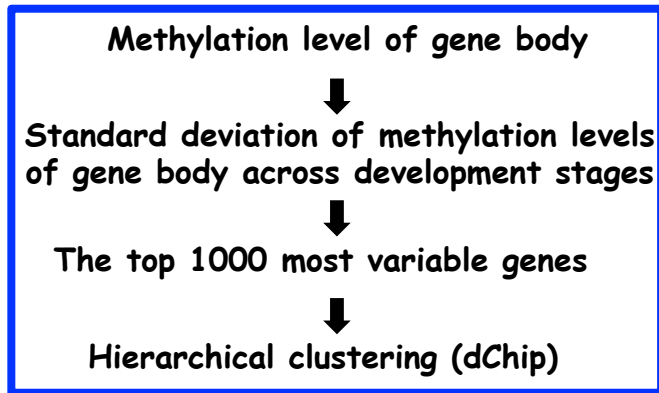 Methylation level of gene body
Standard deviation of methylation levels
of gene body across development stages
The top 1000 most variable genes
Hierarchical clustering (dChip)